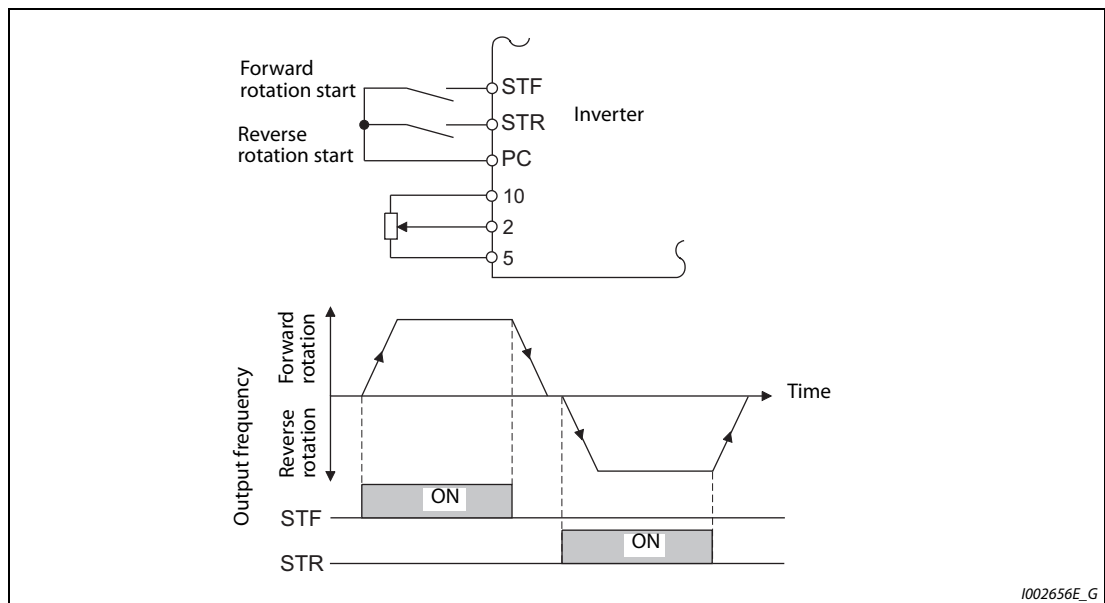 Forward
rotation start
Reverse
rotation start
STF
STR
PC
10
2
5
Inverter
Output frequency
Forward
rotation
Reverse
rotation
Time
ON
STF
ON
STR
I002656E_G